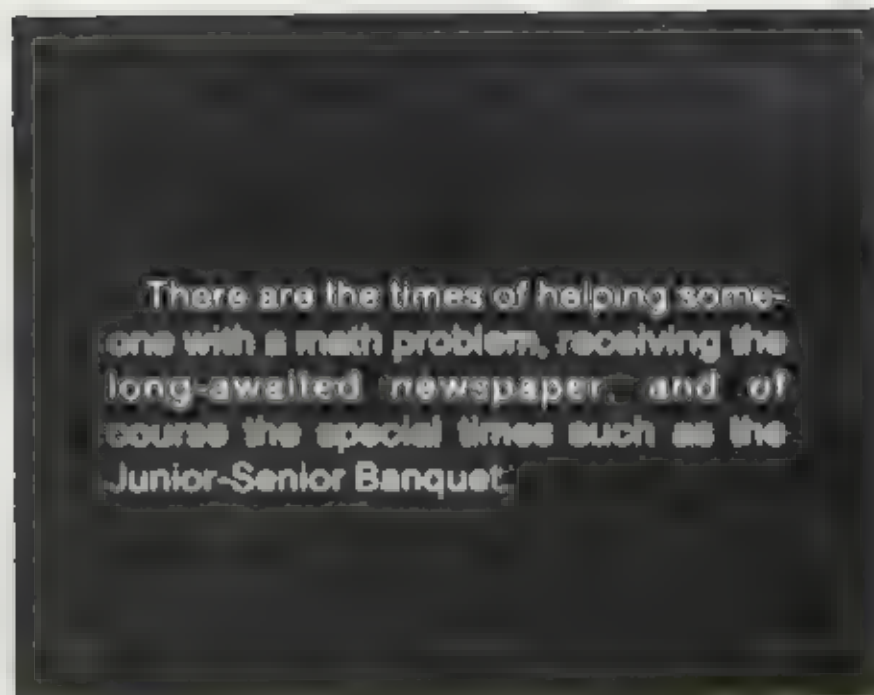 There are the times of helping some-
one with a math problem, receiving the
long-awaited newspaper, and of
course the special times such as the
Junior-Senior Banquet.